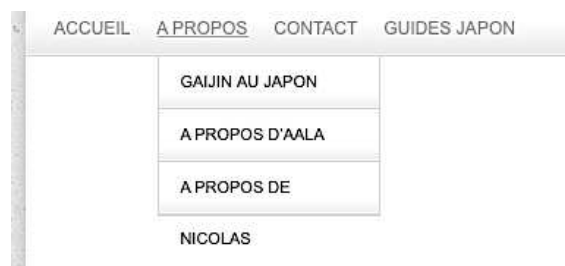 ACCUEIL A PROPOS CONTACT GUIDES JAPON
GAIJIN AU JAPON
A PROPOS D'AALA
A PROPOS DE
NICOLAS